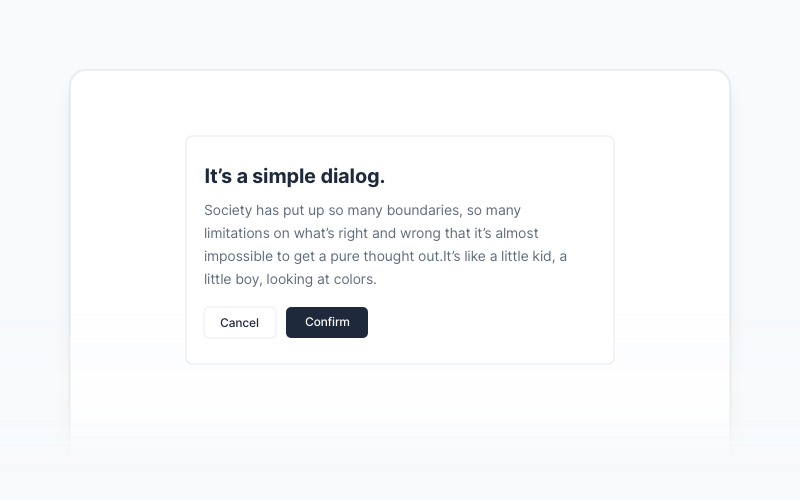 It’s a simple dialog.
Society has put up so many boundaries, so many
limitations on what’s right and wrong that it’s almost
impossible to get a pure thought out.It’s like a little kid, a
little boy, looking at colors.
Cancel
Confirm